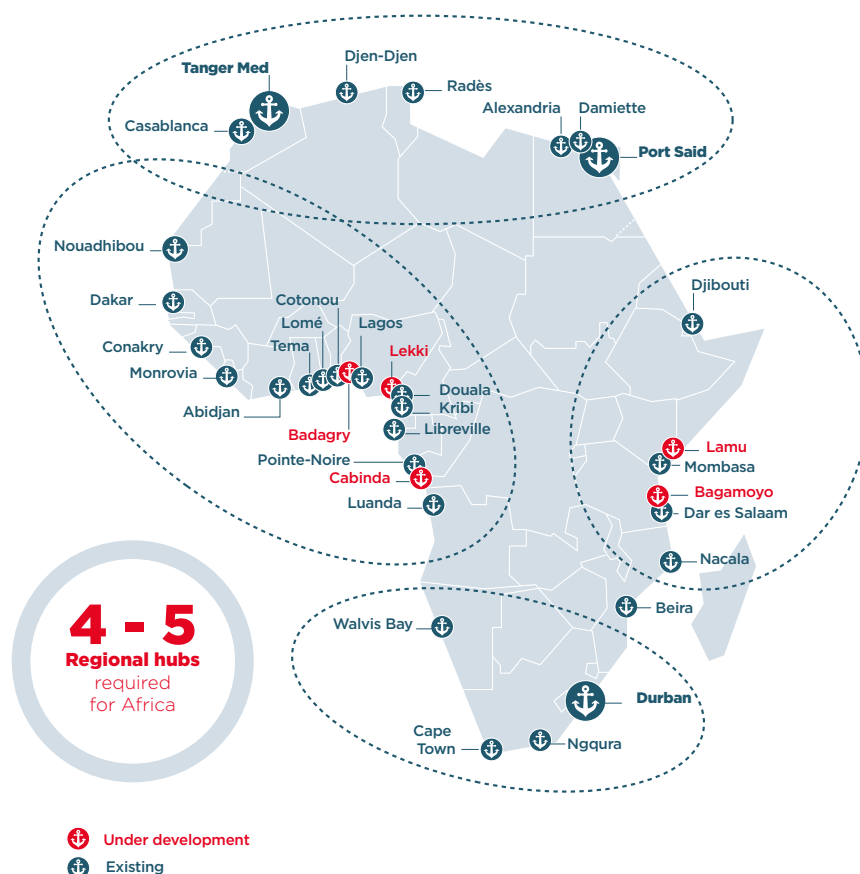 Djen-Djen
Tanger Med
Radès
Alexandria
Damiette
Casablanca
Port Said
Nouadhibou
Djibouti
Dakar
Cotonou
Lomé
Lagos
Conakry
Tema
Lekki
Monrovia
Douala
Abidjan
Kribi
Badagry
Libreville
Lamu
Pointe-Noire
Mombasa
Cabinda
Bagamoyo
Luanda
Dar es Salaam
Nacala
4 - 5
Regional hubs
required
for Africa
Beira
Walvis Bay
Durban
Cape
Town
Ngqura
Under development
Existing